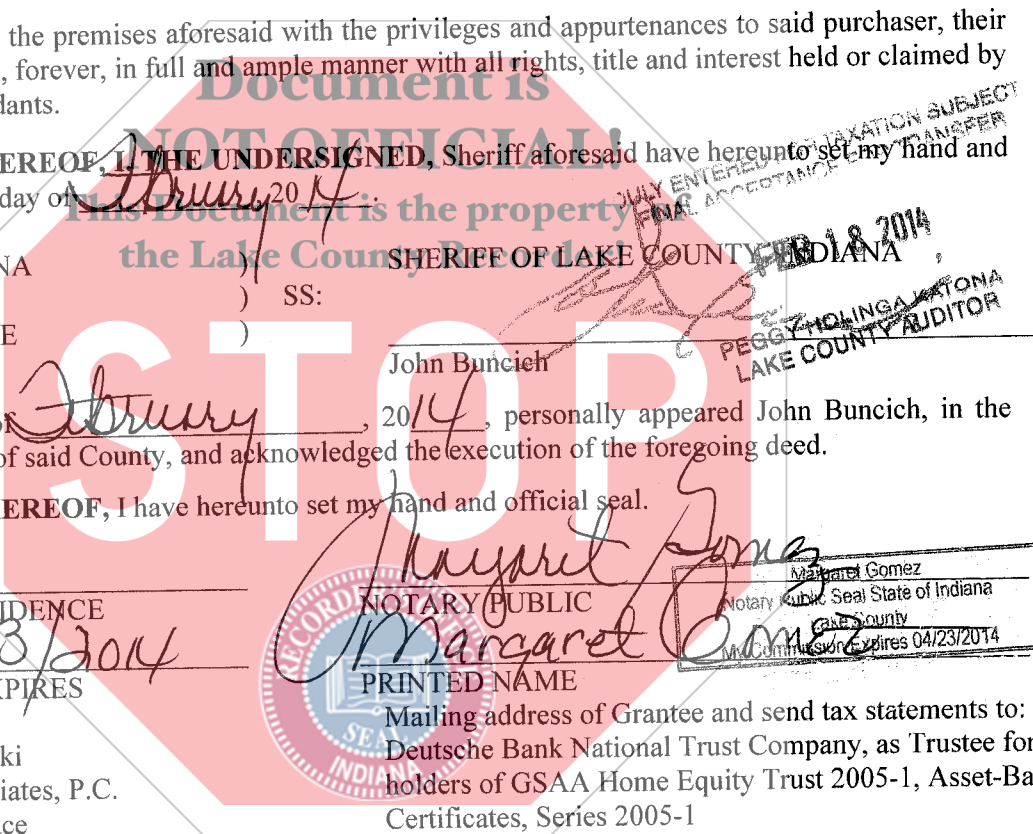 the premises aforesaid with the privileges and appurtenances to said purchaser, their
, forever, in full and ample manner with all rights, title and interest held or claimed by
dants.
Document is
NOT OFFICIAL!
This Document is the property of
the Lake County Recorder!
STOP
EREOF, I, THE UNDERSIGNED, Sheriff aforesaid have hereunto set my hand and
day of February 2014.
DULY ENTERED FOR TAXATION SUBJECT
FINAL ACCEPTANCE FOR TRANSFER
FEB 18 2014
PEGGY HOLINGA KATONA
LAKE COUNTY AUDITOR
NA )
) SS:
E )
SHERIFF OF LAKE COUNTY, INDIANA
John Buncich
of February, 2014, personally appeared John Buncich, in the
of said County, and acknowledged the execution of the foregoing deed.
EREOF, I have hereunto set my hand and official seal.
Margaret Gomez
NOTARY PUBLIC
Margaret Gomez
PRINTED NAME
Margaret Gomez
Notary Public Seal State of Indiana
Lake County
My Commission Expires 04/23/2014
IDENCE
3/2014
XPIRES
SEAL
INDIANA
Mailing address of Grantee and send tax statements to:
Deutsche Bank National Trust Company, as Trustee for
holders of GSAA Home Equity Trust 2005-1, Asset-Ba
Certificates, Series 2005-1
ki
iates, P.C.
ce